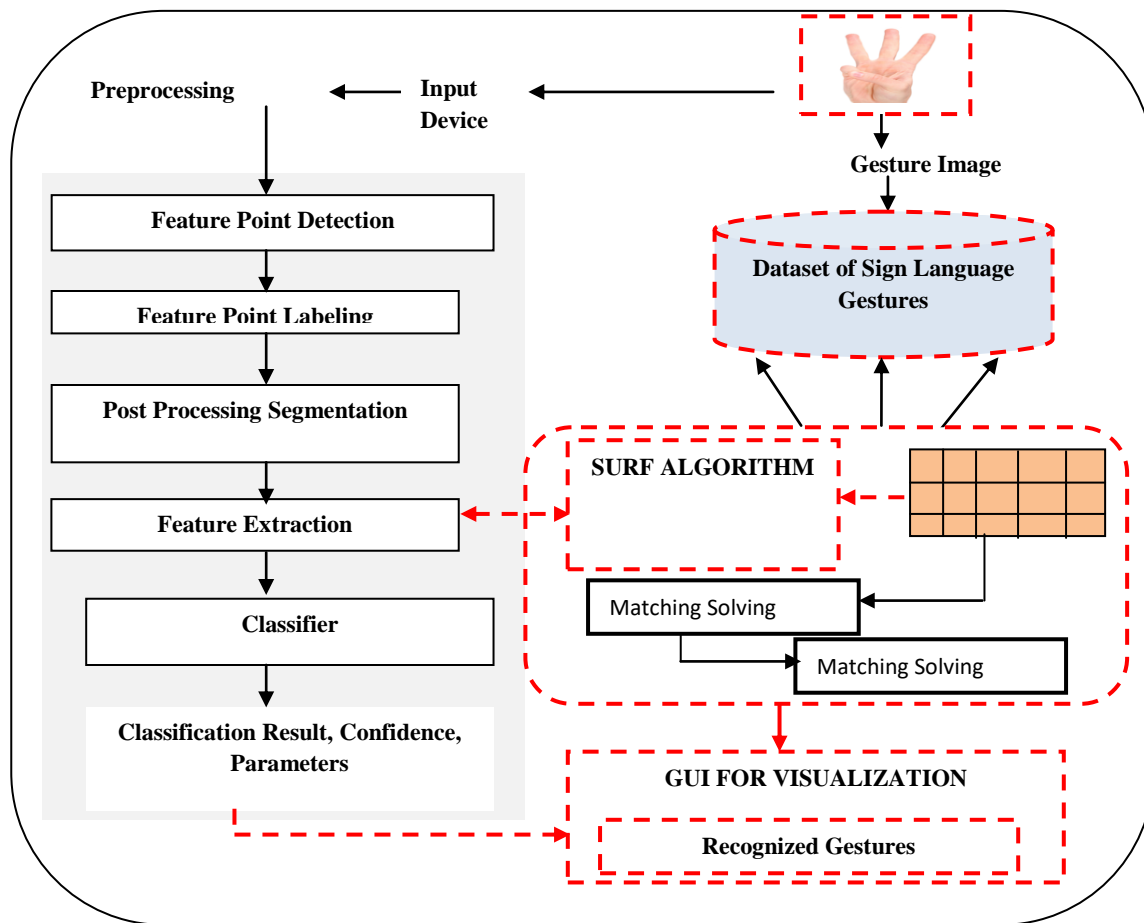 Preprocessing
Input
Device
Gesture Image
Feature Point Detection
Dataset of Sign Language
Gestures
Feature Point Labeling
Post Processing Segmentation
SURF ALGORITHM
Feature Extraction
Matching Solving
Classifier
Matching Solving
Classification Result, Confidence,
Parameters
GUI FOR VISUALIZATION
Recognized Gestures